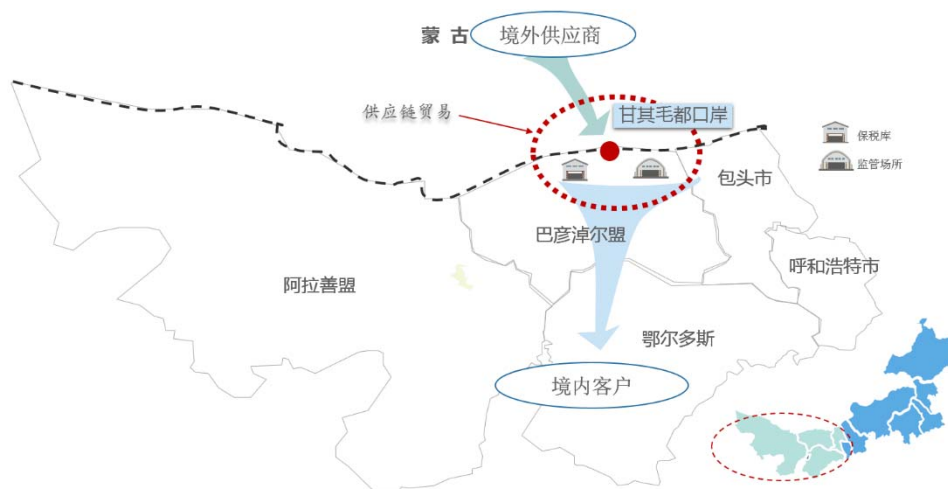 蒙 古
境外供应商
供应链贸易
甘其毛都口岸
保税库
监管场所
包头市
巴彦淖尔盟
呼和浩特市
阿拉善盟
鄂尔多斯
境内客户